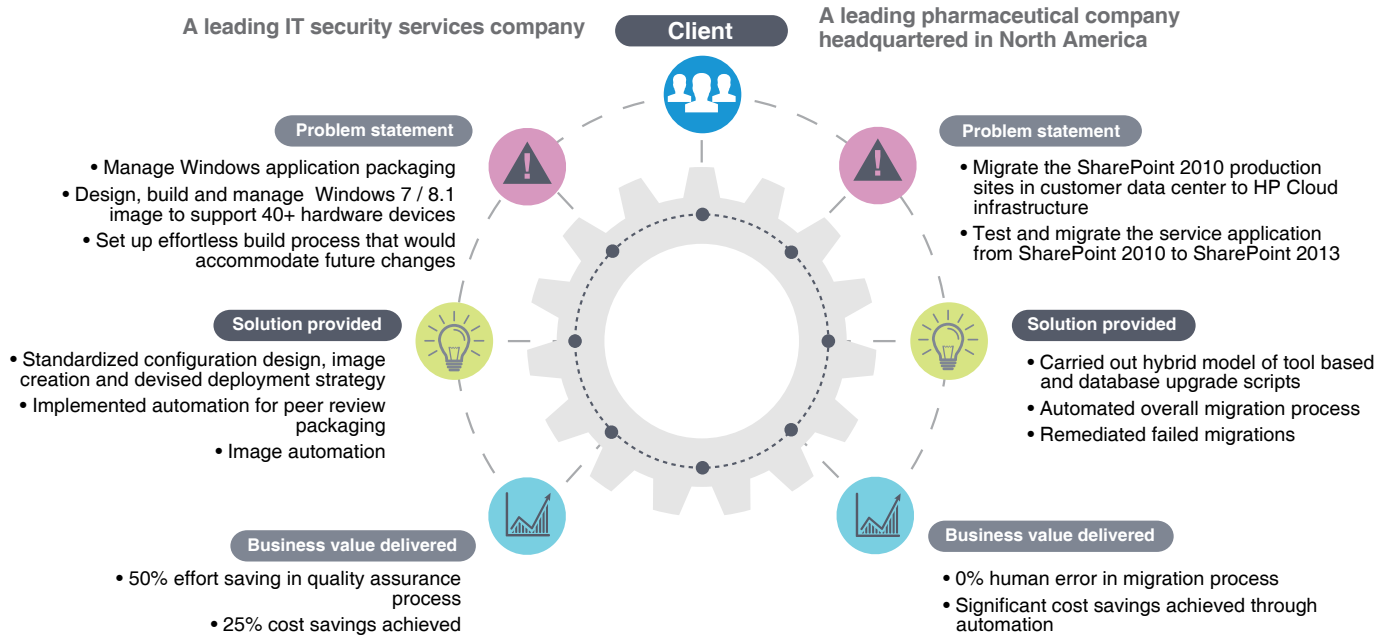 A leading IT security services company
Client
A leading pharmaceutical company
headquartered in North America
Problem statement
• Manage Windows application packaging
• Design, build and manage Windows 7 / 8.1
image to support 40+ hardware devices
• Set up effortless build process that would
accommodate future changes
Solution provided
• Standardized configuration design, image
creation and devised deployment strategy
• Implemented automation for peer review
packaging
• Image automation
Business value delivered
• 50% effort saving in quality assurance
process
• 25% cost savings achieved
Problem statement
• Migrate the SharePoint 2010 production
sites in customer data center to HP Cloud
infrastructure
• Test and migrate the service application
from SharePoint 2010 to SharePoint 2013
Solution provided
• Carried out hybrid model of tool based
and database upgrade scripts
• Automated overall migration process
• Remediated failed migrations
Business value delivered
• 0% human error in migration process
• Significant cost savings achieved through
automation